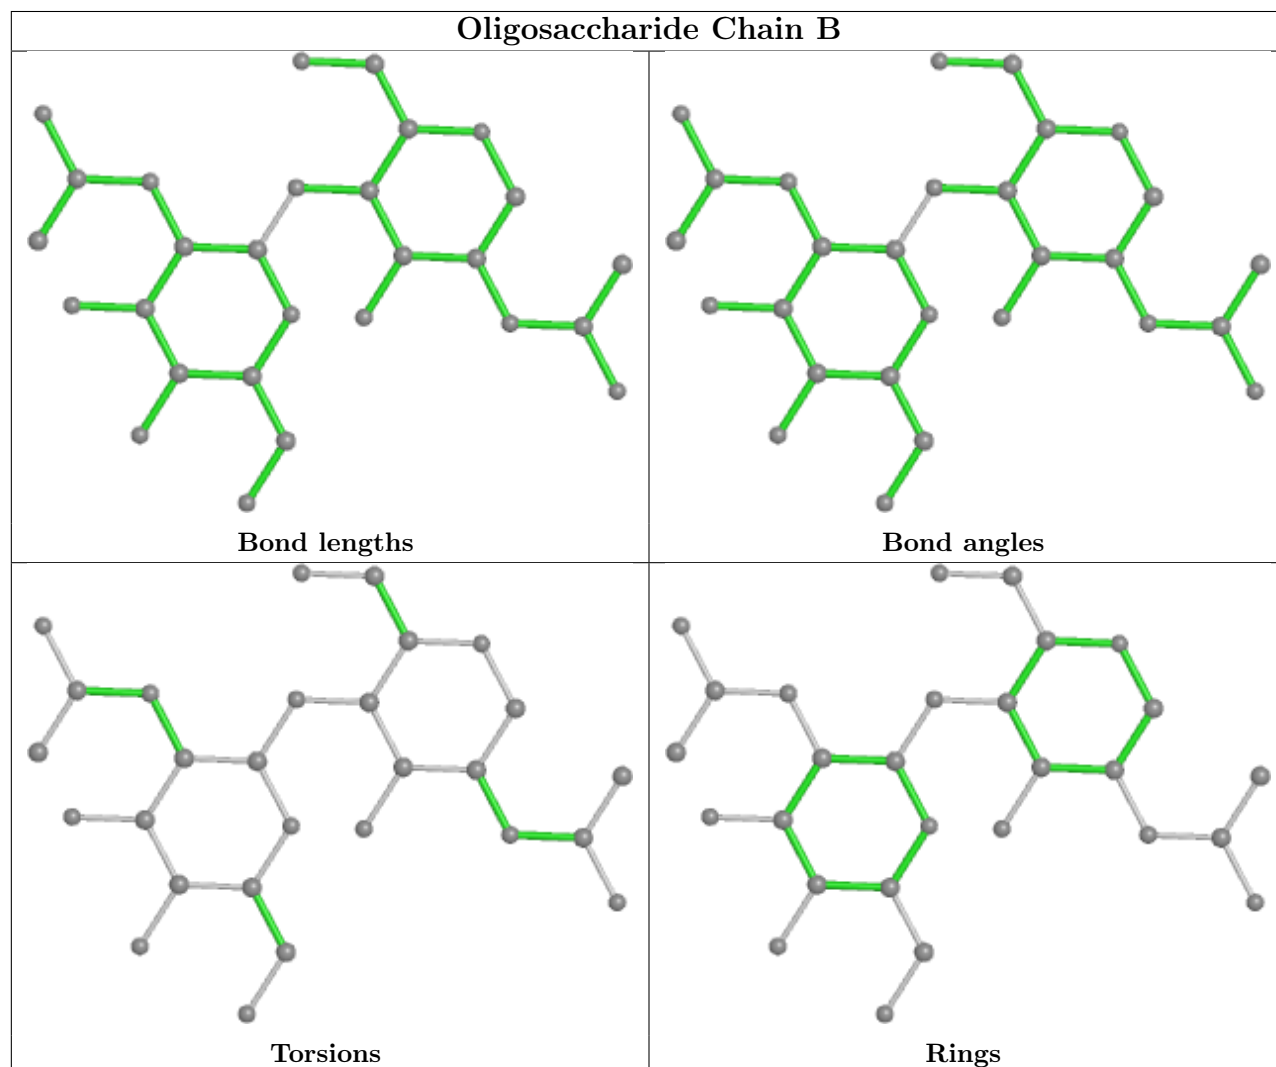 Oligosaccharide Chain B
Bond lengths
Bond angles
Torsions
Rings